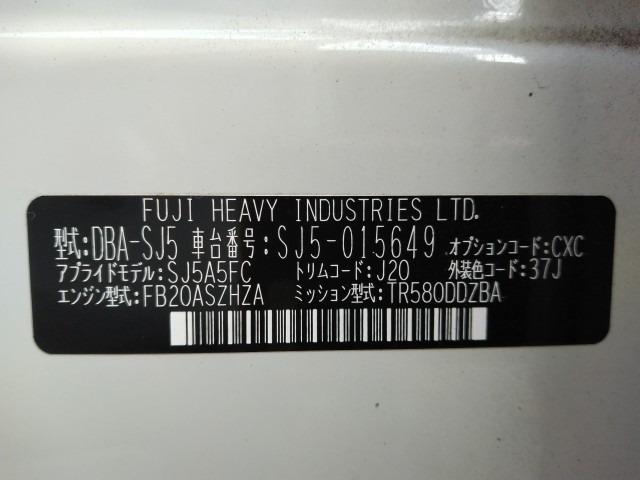 FUJI HEAVY INDUSTRIES LTD.
型式:DBA-SJ5 車台番号:SJ5-015649 オプションコード:CXC
アプライドモデル:SJ5A5FC トリムコード:J20 外装色コード:37J
エンジン型式:FB20ASZHZA ミッション型式:TR580DDZBA